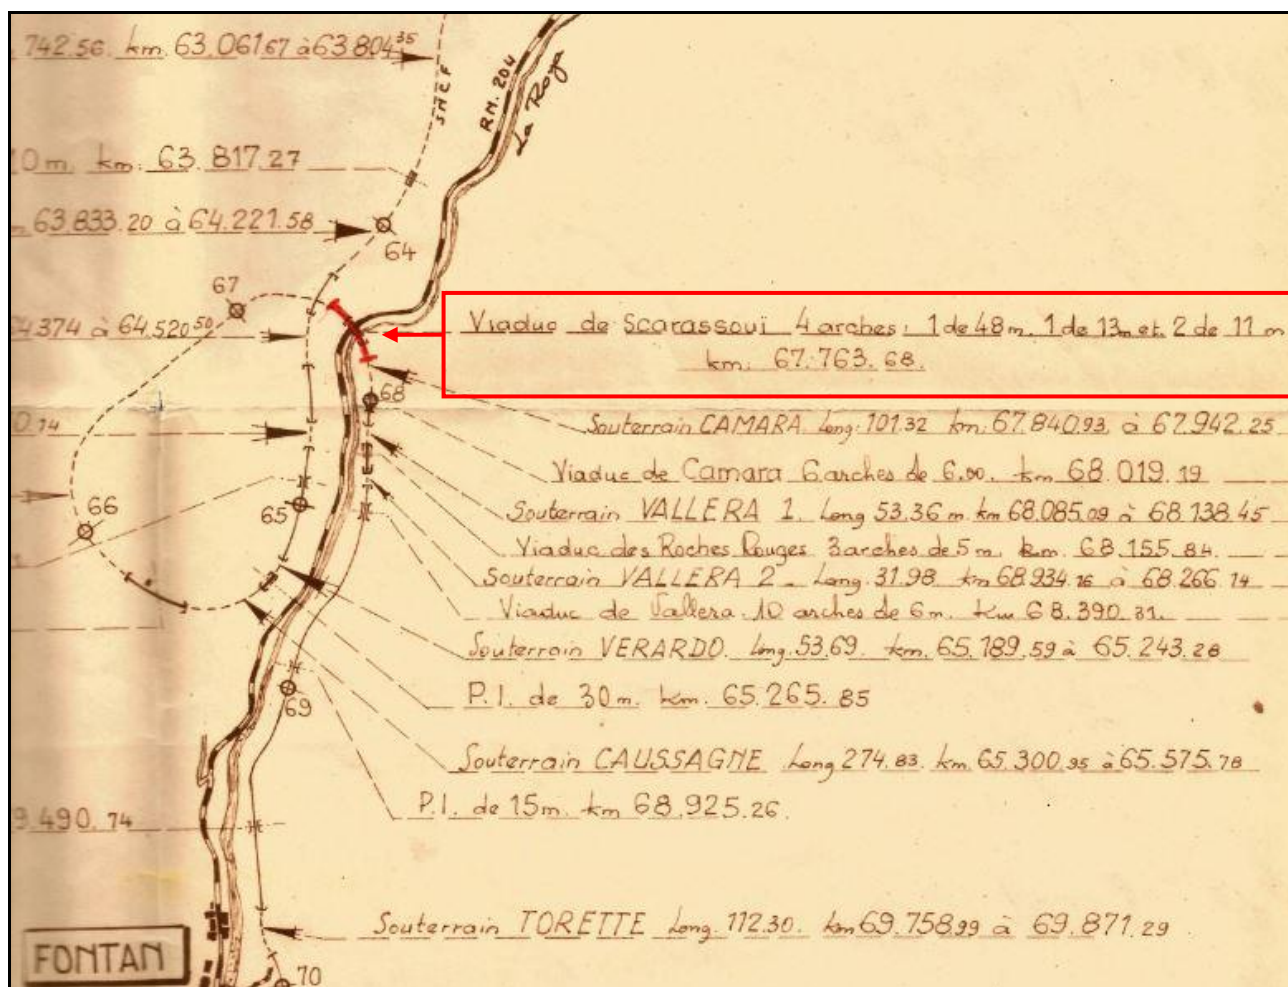 742.56. km. 63.061.67 à 63.804 35
SNCF
RN. 204
La Roya
0 m. km: 63.817.27
63.833.20 à 64.221.58
64
67
4.374 à 64.520 50
Viaduc de Scarassoui 4 arches: 1 de 48 m. 1 de 13 m et 2 de 11 m
km: 67.763.68.
68
0.74
Souterrain CAMARA. Long: 101.32 km: 67.840.93 à 67.942.25
Viaduc de Camara 6 arches de 6.00. km 68.019.19
66
65
Souterrain VALLERA 1. Long 53.36 m. km 68.085.09 à 68.138.45
Viaduc des Roches Rouges 3 arches de 5 m. km. 68.155.84.
Souterrain VALLERA 2. Long. 31.98. km 68.934.16 à 68.266.14
Viaduc de Vallera. 10 arches de 6 m. Km 68.390.31.
Souterrain VERARDO. Long. 53.69. km. 65.189.59 à 65.243.28
69
P.I. de 30 m. km. 65.265.85
Souterrain CAUSSAGNE Long 274.83. km. 65.300.95 à 65.575.78
P.I. de 15 m. km 68.925.26.
9.490.74
Souterrain TORETTE Long. 112.30. km 69.758.99 à 69.871.29
FONTAN
70